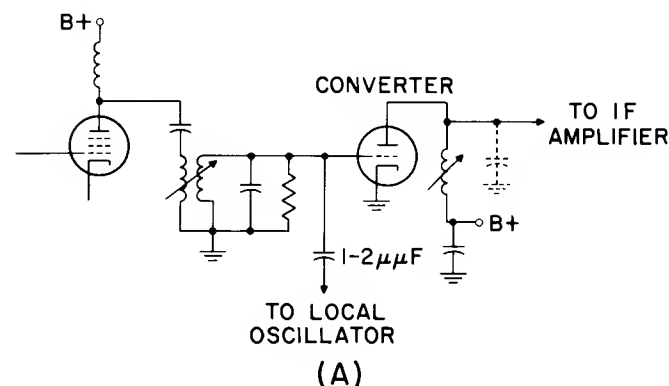 B+
CONVERTER
TO IF
AMPLIFIER
B+
1-2μμF
TO LOCAL
OSCILLATOR
(A)